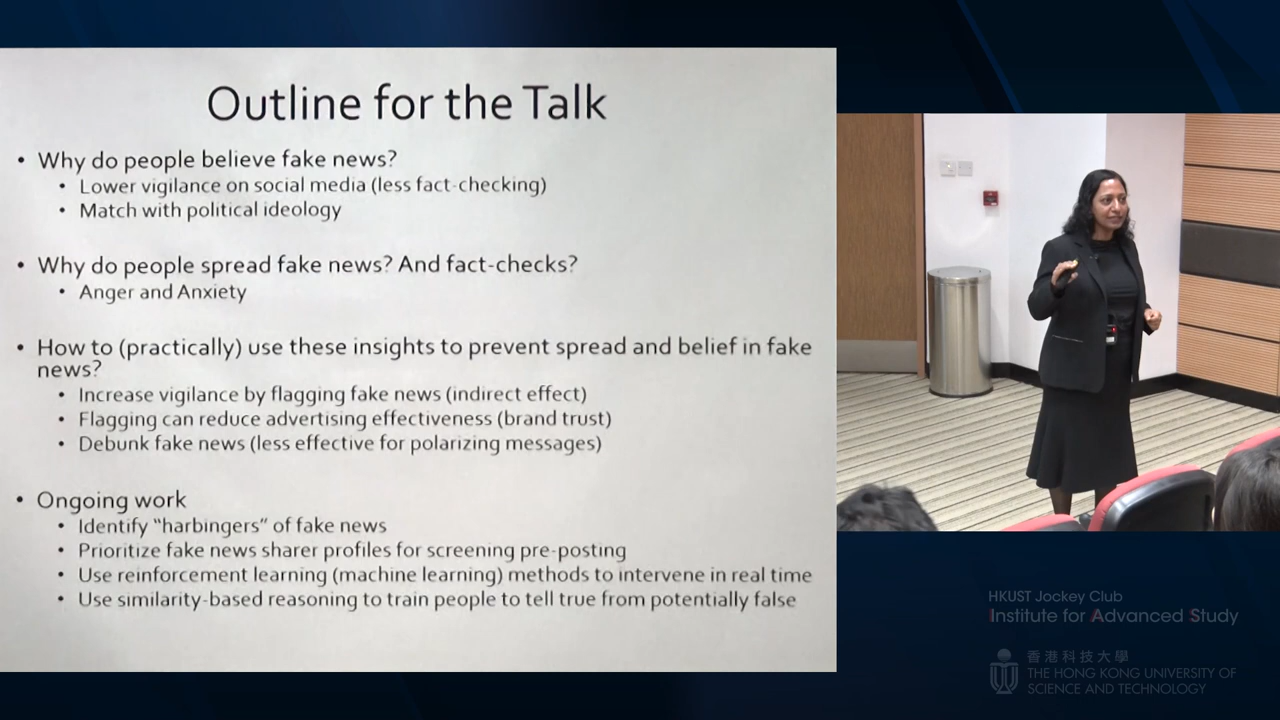 Outline for the Talk
• Why do people believe fake news?
• Lower vigilance on social media (less fact-checking)
• Match with political ideology
• Why do people spread fake news? And fact-checks?
• Anger and Anxiety
• How to (practically) use these insights to prevent spread and belief in fake
news?
• Increase vigilance by flagging fake news (indirect effect)
• Flagging can reduce advertising effectiveness (brand trust)
• Debunk fake news (less effective for polarizing messages)
• Ongoing work
• Identify “harbingers” of fake news
• Prioritize fake news sharer profiles for screening pre-posting
• Use reinforcement learning (machine learning) methods to intervene in real time
• Use similarity-based reasoning to train people to tell true from potentially false
HKUST Jockey Club
Institute for Advanced Study
香港科技大學
THE HONG KONG UNIVERSITY OF
SCIENCE AND TECHNOLOGY